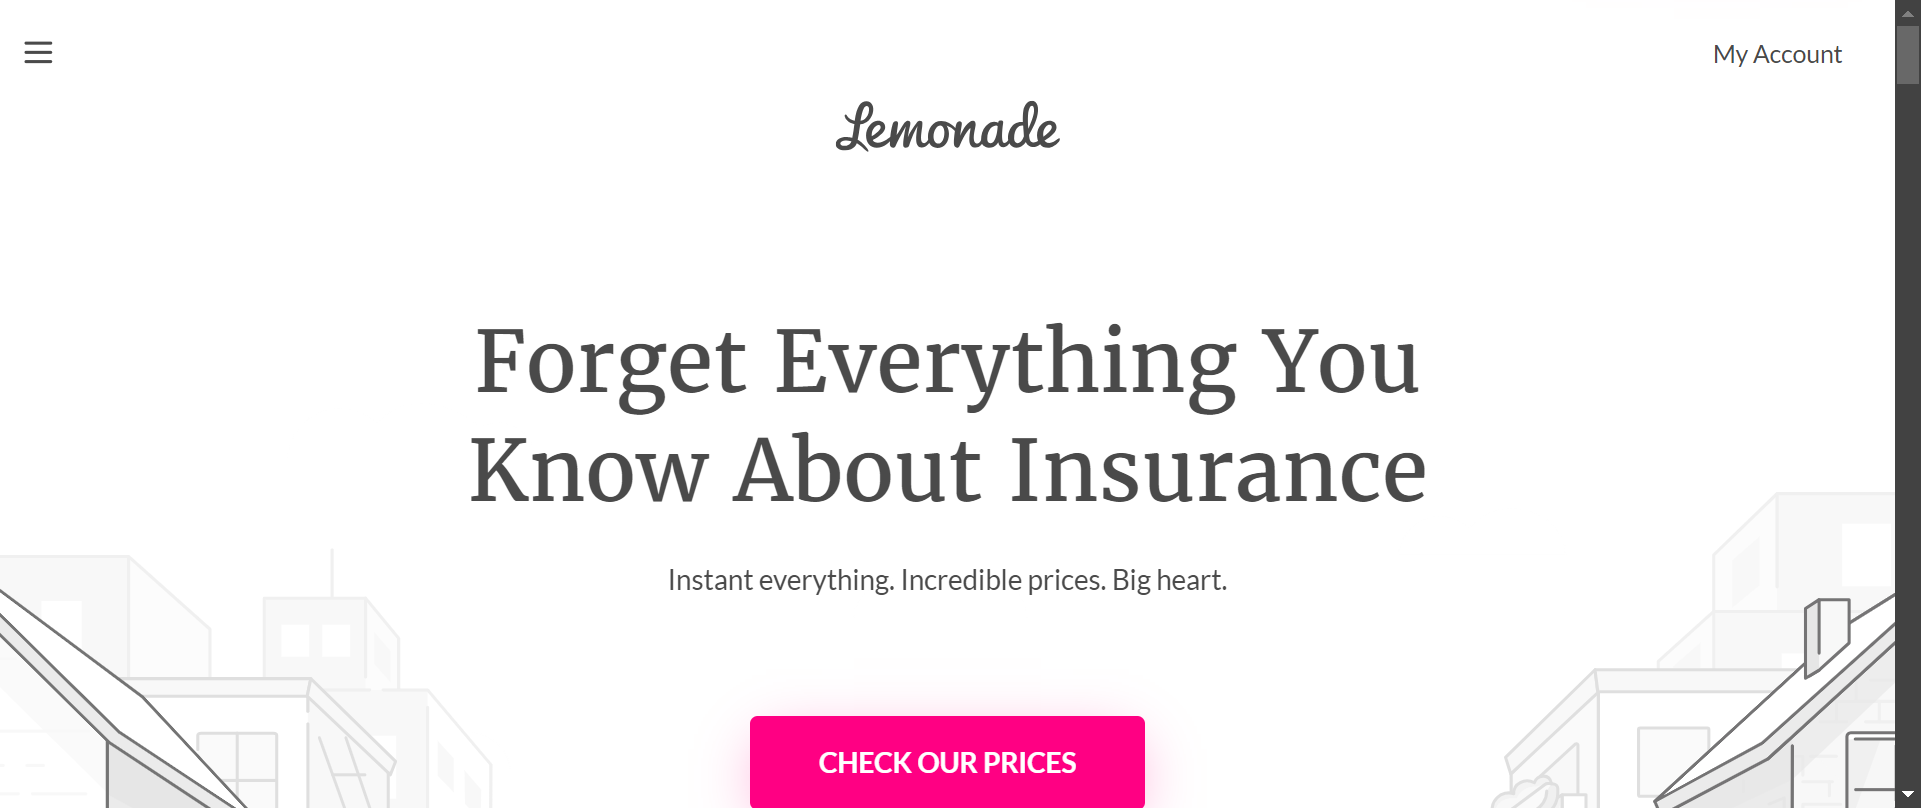 My Account
Lemonade
Forget Everything You
Know About Insurance
Instant everything. Incredible prices. Big heart.
CHECK OUR PRICES